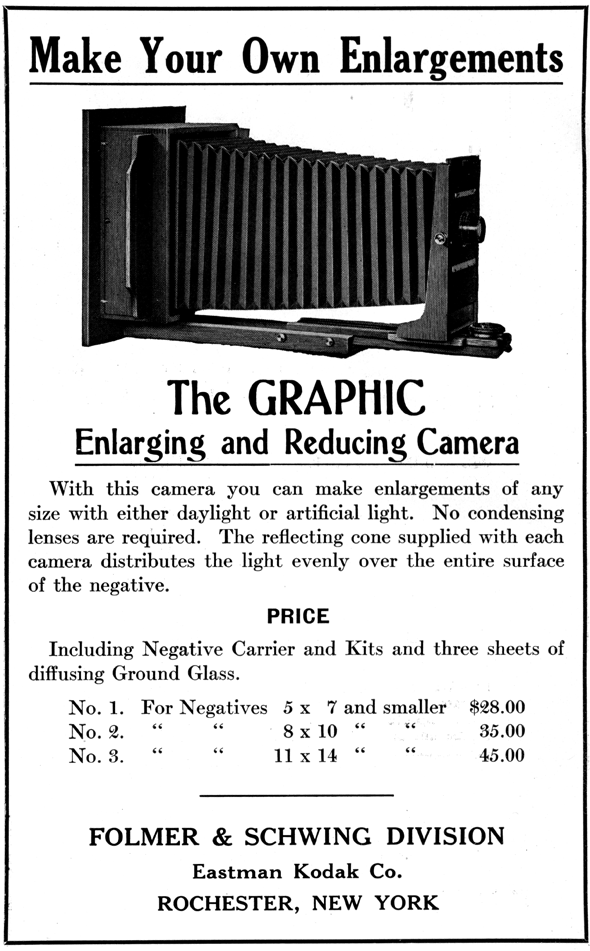 Make Your Own Enlargements
The GRAPHIC
Enlarging and Reducing Camera
With this camera you can make enlargements of any
size with either daylight or artificial light. No condensing
lenses are required. The reflecting cone supplied with each
camera distributes the light evenly over the entire surface
of the negative.
PRICE
Including Negative Carrier and Kits and three sheets of
diffusing Ground Glass.
No. 1. For Negatives 5 x 7 and smaller $28.00
No. 2. “ “ 8 x 10 “ “ 35.00
No. 3. “ “ 11 x 14 “ “ 45.00
FOLMER & SCHWING DIVISION
Eastman Kodak Co.
ROCHESTER, NEW YORK